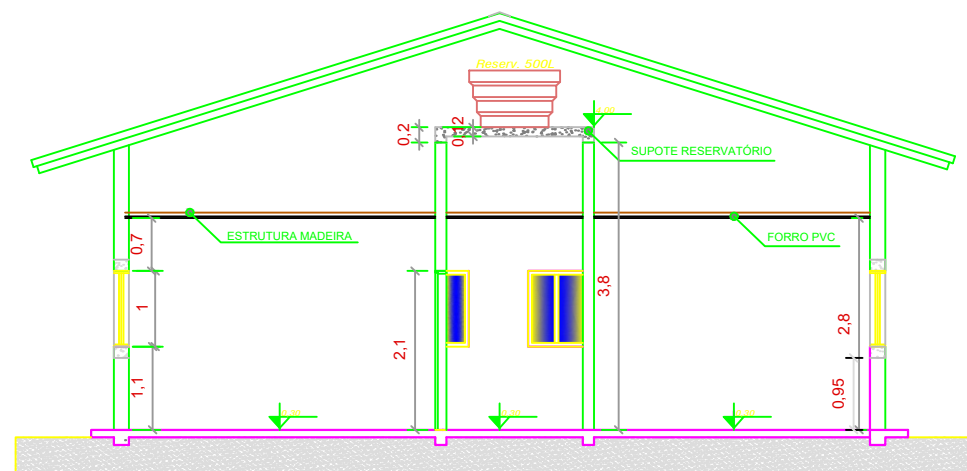 Reserv. 500L
0,2
0,12
SUPOTE RESERVATÓRIO
ESTRUTURA MADEIRA
FORRO PVC
0,7
1
1,1
2,1
3,8
2,8
0,95